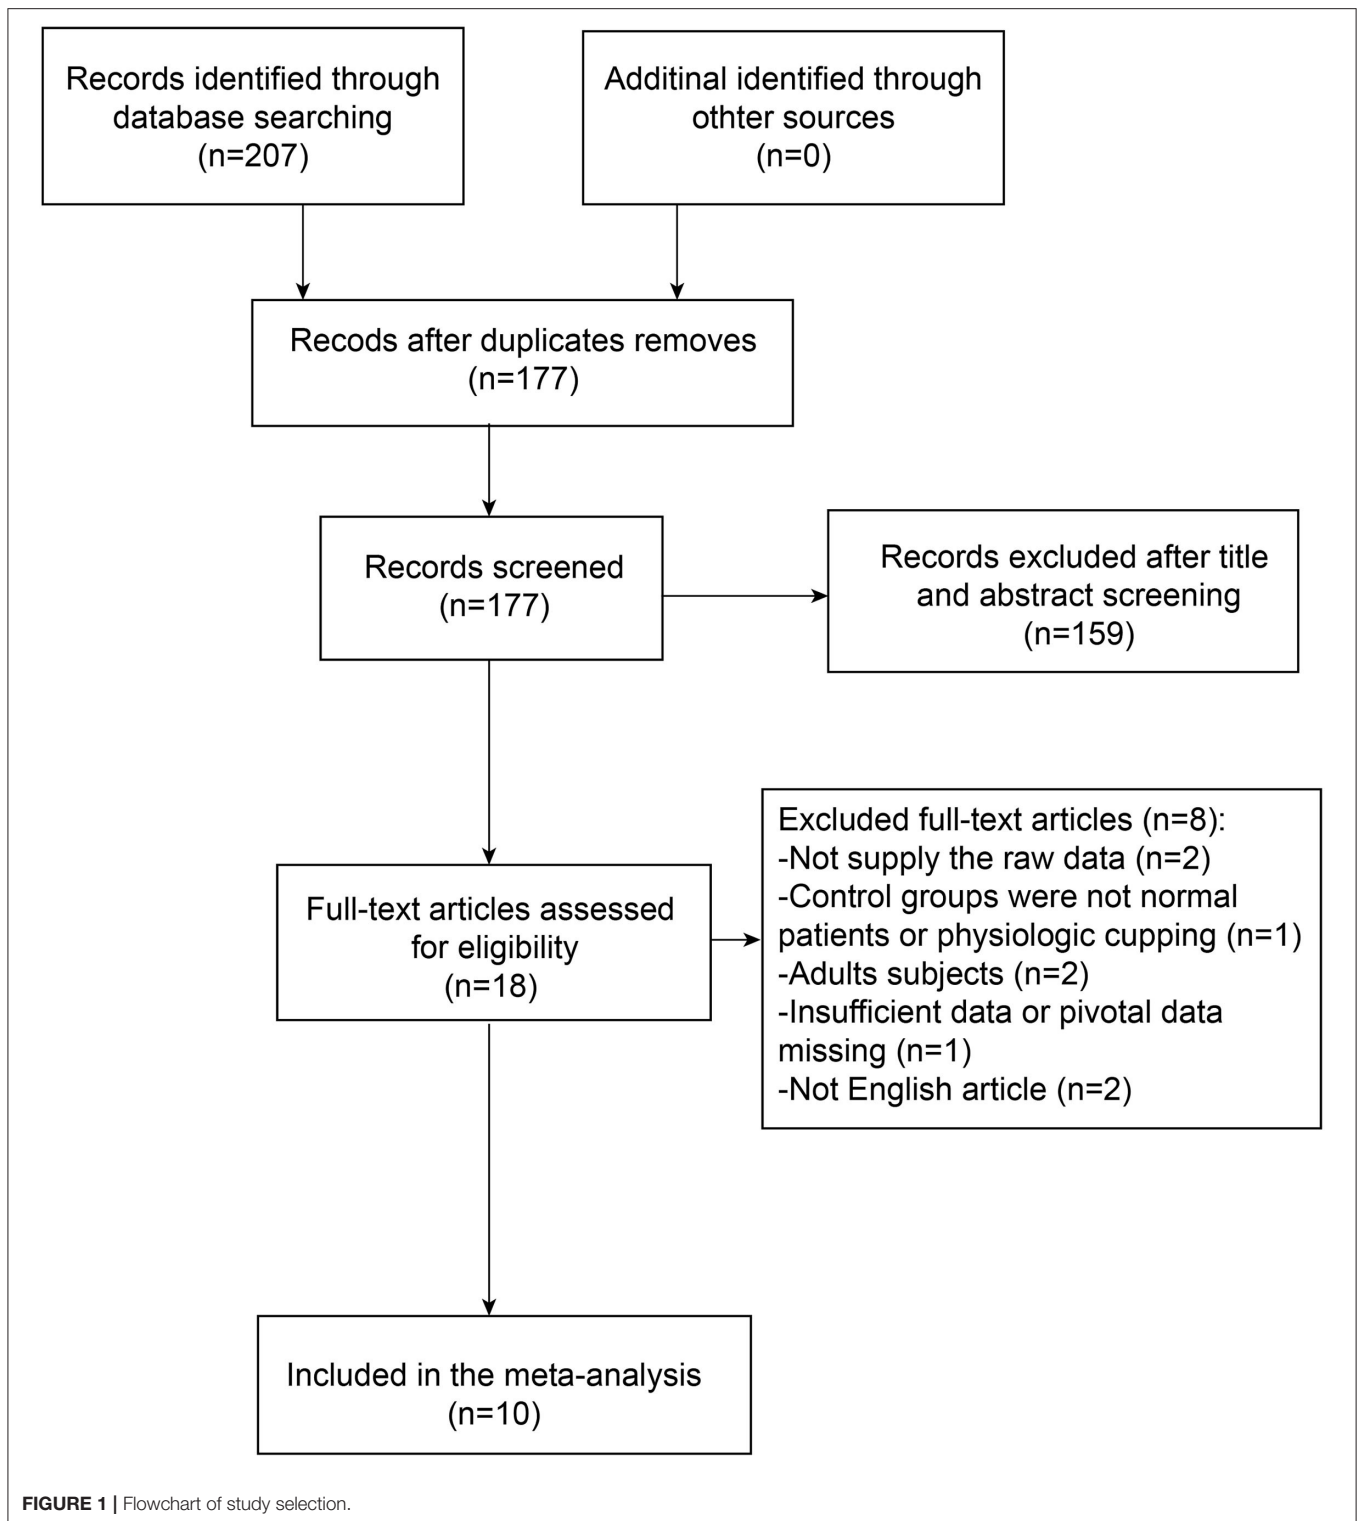 Records identified through
database searching
(n=207)
Additinal identified through
othter sources
(n=0)
Recods after duplicates removes
(n=177)
Records screened
(n=177)
Records excluded after title
and abstract screening
(n=159)
Full-text articles assessed
for eligibility
(n=18)
Excluded full-text articles (n=8):
-Not supply the raw data (n=2)
-Control groups were not normal
patients or physiologic cupping (n=1)
-Adults subjects (n=2)
-Insufficient data or pivotal data
missing (n=1)
-Not English article (n=2)
Included in the meta-analysis
(n=10)
FIGURE 1 | Flowchart of study selection.